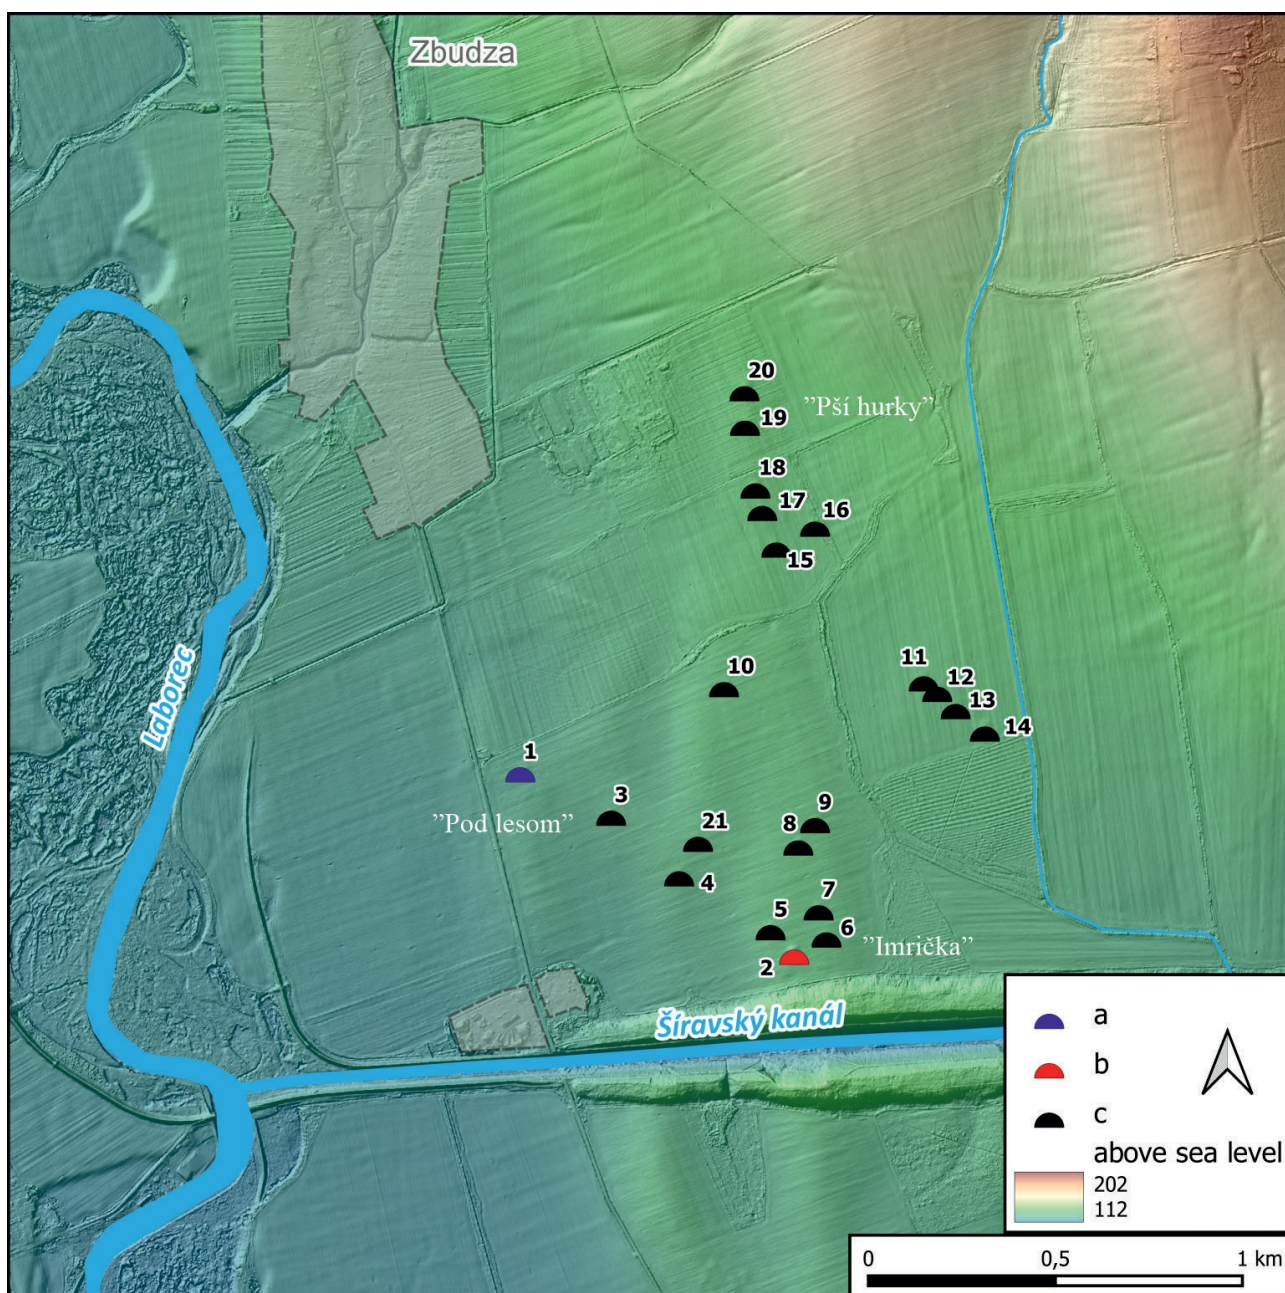 Zbudza
20
"Pší hurky"
19
18
17
16
15
10
11
12
13
14
Laborec
1
3
"Pod lesom"
21
9
8
4
7
5
6
"Imrička"
2
Šíravský kanál
a
b
c
above sea level
202
112
0 0,5 1 km